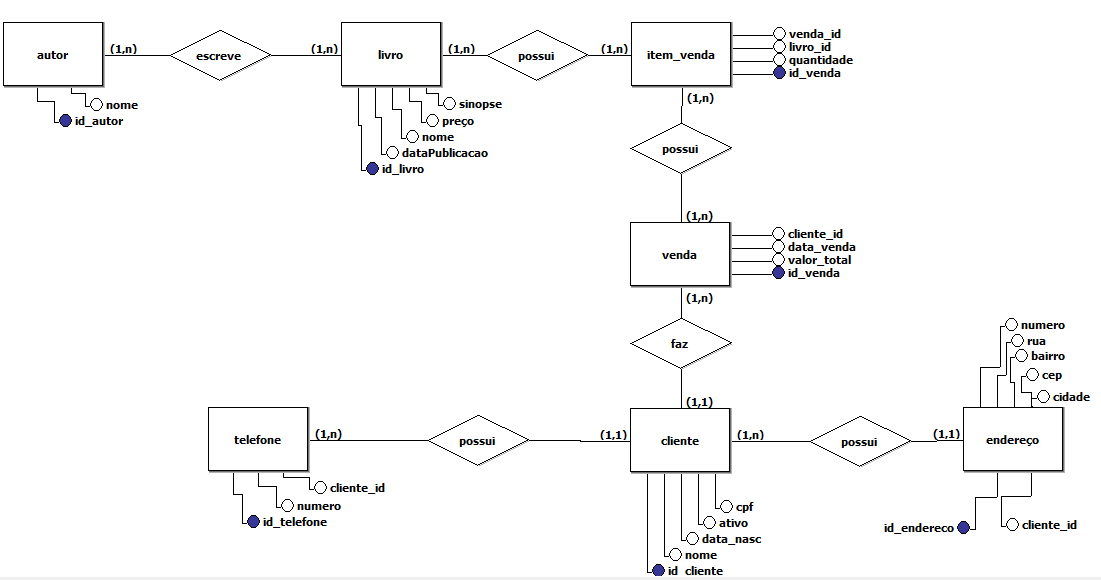 autor
(1,n)
escreve
(1,n)
livro
(1,n)
possui
(1,n)
item_venda
venda_id
livro_id
quantidade
id_venda
nome
id_autor
sinopse
preço
nome
dataPublicacao
id_livro
(1,n)
possui
(1,n)
venda
cliente_id
data_venda
valor_total
id_venda
(1,n)
faz
(1,1)
numero
rua
bairro
cep
cidade
telefone
(1,n)
possui
(1,1)
cliente
(1,n)
possui
(1,1)
endereço
cliente_id
numero
id_telefone
cpf
ativo
data_nasc
nome
id_cliente
id_endereco
cliente_id